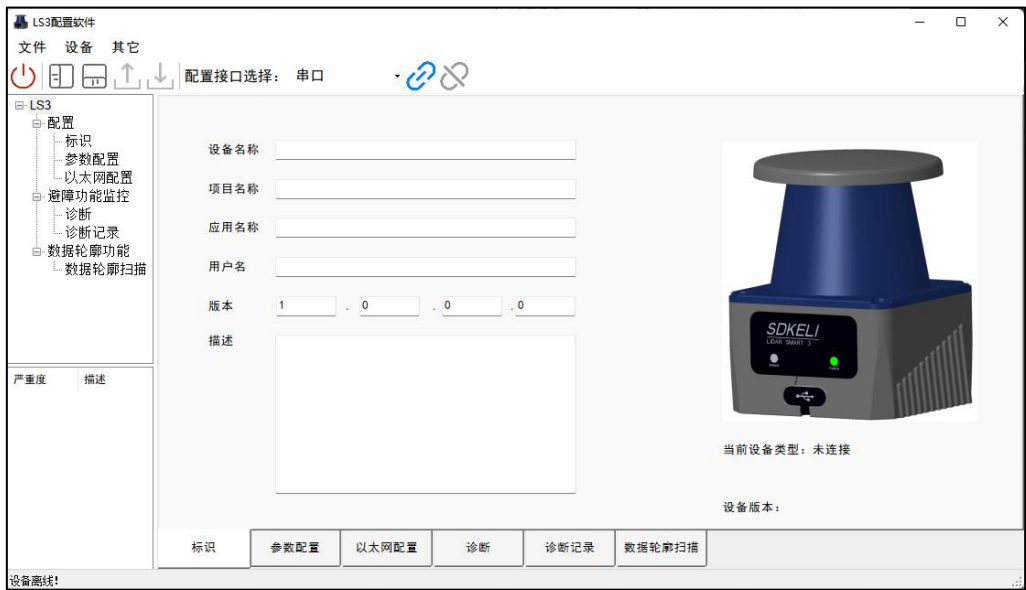 LS3配置软件
文件 设备 其它
配置接口选择： 串口
LS3
配置
标识
参数配置
以太网配置
避障功能监控
诊断
诊断记录
数据轮廓功能
数据轮廓扫描
严重度 描述
设备名称
项目名称
应用名称
用户名
版本 1 . 0 . 0 . 0
描述
SDKELI
LIDAR SMART 3
当前设备类型：未连接
设备版本：
标识 参数配置 以太网配置 诊断 诊断记录 数据轮廓扫描
设备离线!